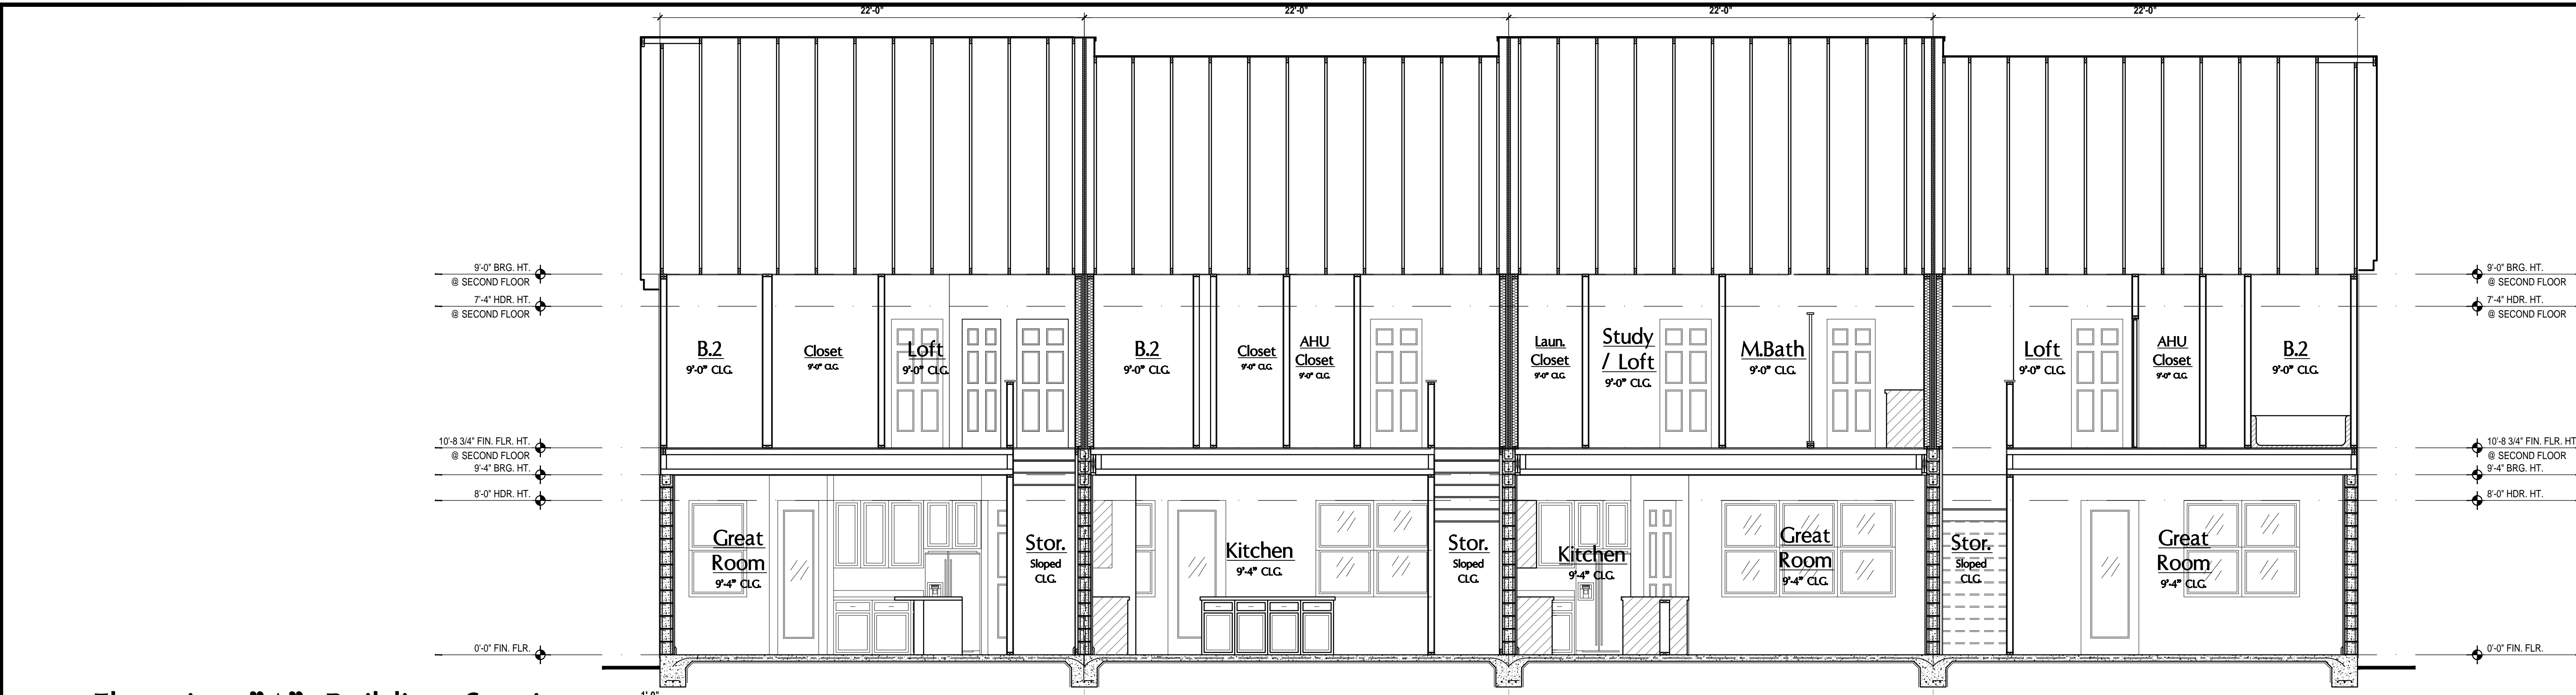 22'-0" 22'-0" 22'-0" 22'-0"
9'-0" BRG. HT.
@ SECOND FLOOR
7'-4" HDR. HT.
@ SECOND FLOOR
10'-8 3/4" FIN. FLR. HT.
@ SECOND FLOOR
9'-4" BRG. HT.
8'-0" HDR. HT.
0'-0" FIN. FLR.
B.2
9'-0" CLG.
Closet
9'-0" CLG.
Loft
9'-0" CLG.
B.2
9'-0" CLG.
Closet
9'-0" CLG.
AHU
Closet
9'-0" CLG.
Laun.
Closet
9'-0" CLG.
Study
/ Loft
9'-0" CLG.
M.Bath
9'-0" CLG.
Loft
9'-0" CLG.
AHU
Closet
9'-0" CLG.
B.2
9'-0" CLG.
Great
Room
9'-4" CLG.
Stor.
Sloped
CLG.
Kitchen
9'-4" CLG.
Stor.
Sloped
CLG.
Kitchen
9'-4" CLG.
Great
Room
9'-4" CLG.
Stor.
Sloped
CLG.
Great
Room
9'-4" CLG.
9'-0" BRG. HT.
@ SECOND FLOOR
7'-4" HDR. HT.
@ SECOND FLOOR
10'-8 3/4" FIN. FLR. HT
@ SECOND FLOOR
9'-4" BRG. HT.
8'-0" HDR. HT.
0'-0" FIN. FLR.
1'-0"